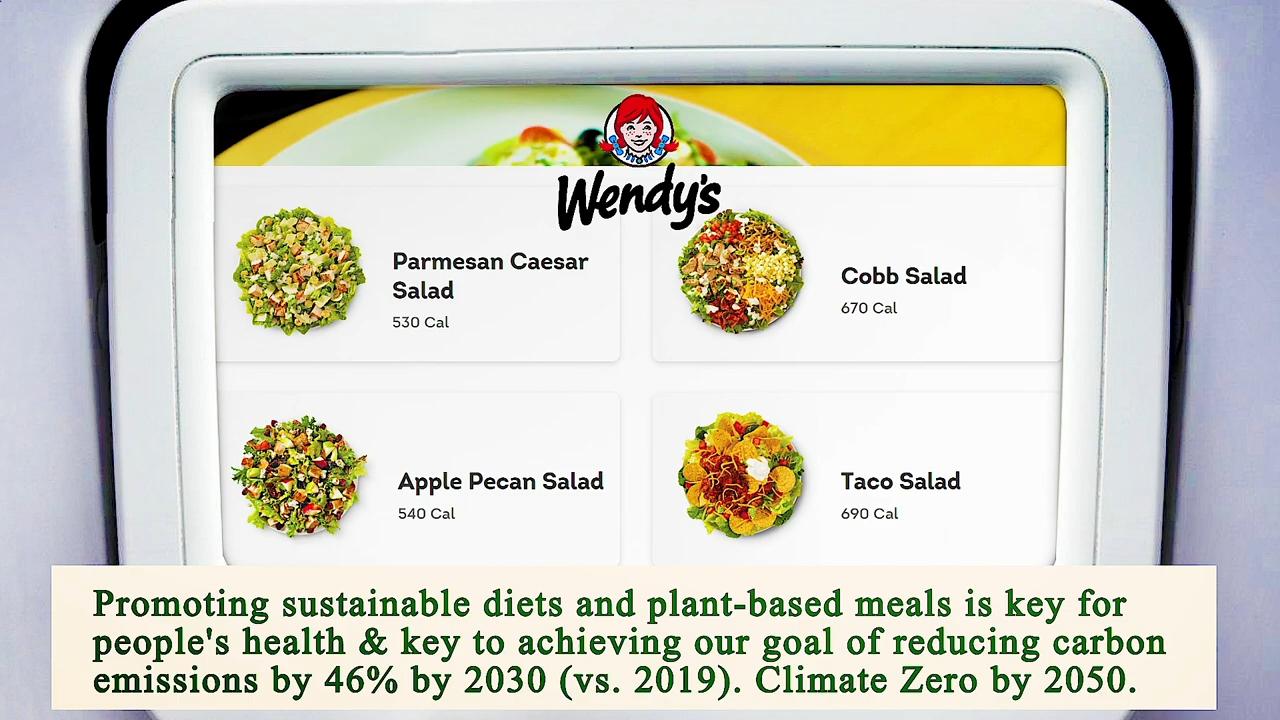 Wendy's
Parmesan Caesar
Salad
530 Cal
Cobb Salad
670 Cal
Apple Pecan Salad
540 Cal
Taco Salad
690 Cal
Promoting sustainable diets and plant-based meals is key for
people's health & key to achieving our goal of reducing carbon
emissions by 46% by 2030 (vs. 2019). Climate Zero by 2050.